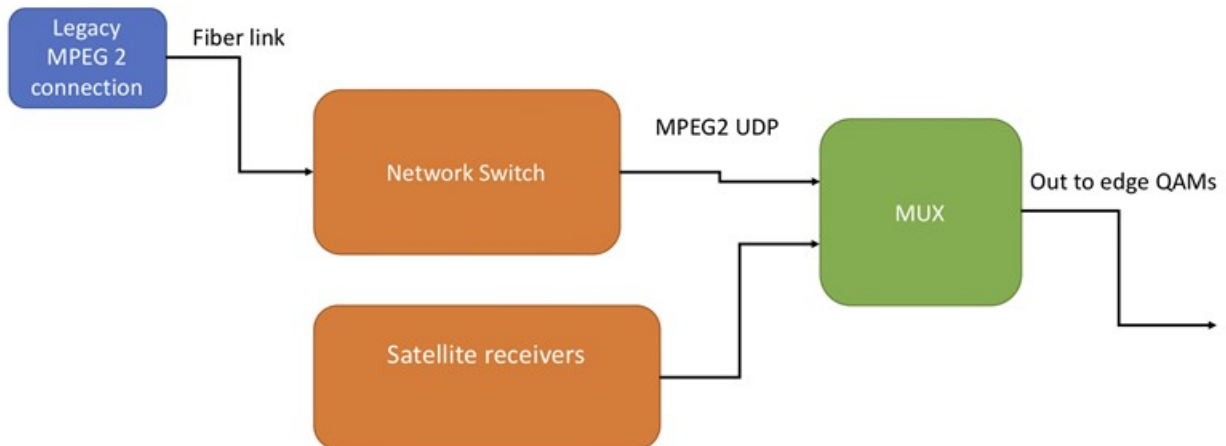 Legacy
MPEG 2
connection
Fiber link
Network Switch
MPEG2 UDP
MUX
Out to edge QAMs
Satellite receivers